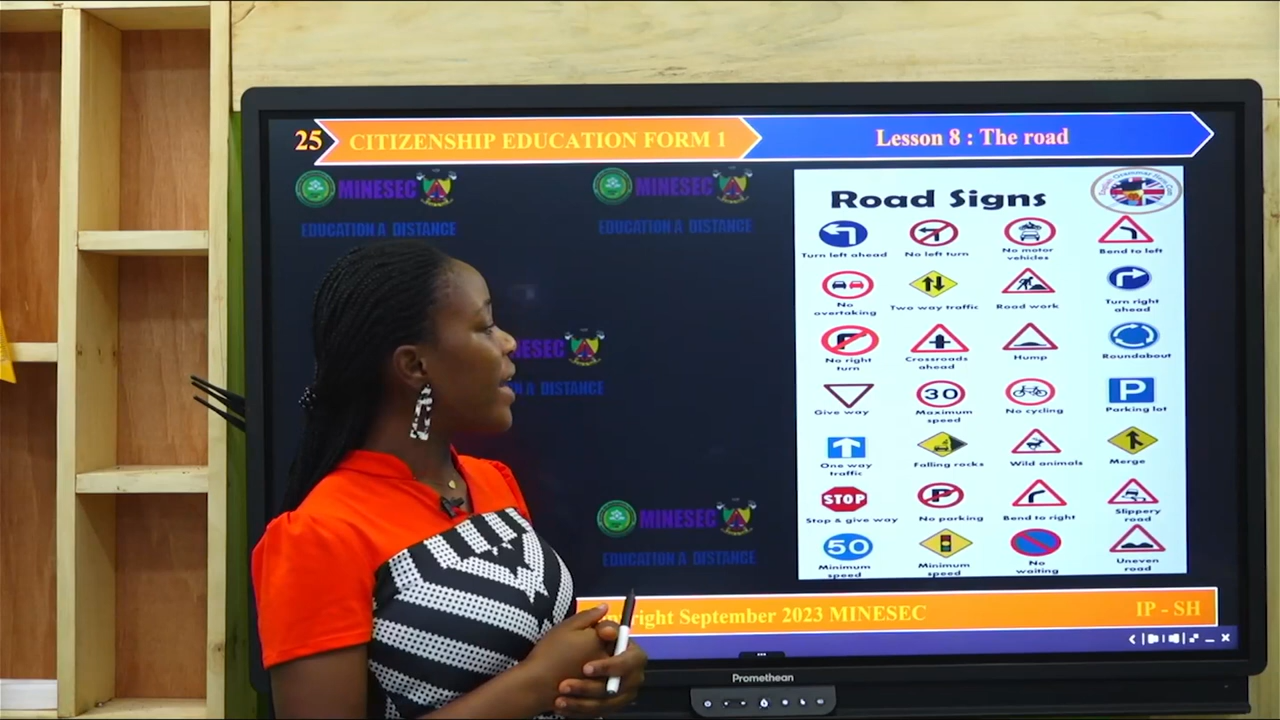 25 CITIZENSHIP EDUCATION FORM 1 Lesson 8 : The road
MINESEC
EDUCATION A DISTANCE
MINESEC
EDUCATION A DISTANCE
Road Signs
Turn left ahead
No left turn
No motor
vehicles
Bend to left
No
overtaking
Two way traffic
Road work
Turn right
ahead
No right
turn
Crossroads
ahead
Hump
Roundabout
Give way
30
Maximum
speed
No cycling
P
Parking lot
One way
traffic
Falling rocks
Wild animals
Merge
STOP
Stop & give way
P
No parking
Bend to right
Slippery
road
50
Minimum
speed
Minimum
speed
No
waiting
Uneven
road
A DISTANCE
MINESEC
EDUCATION A DISTANCE
right September 2023 MINESEC IP - SH
Promethean